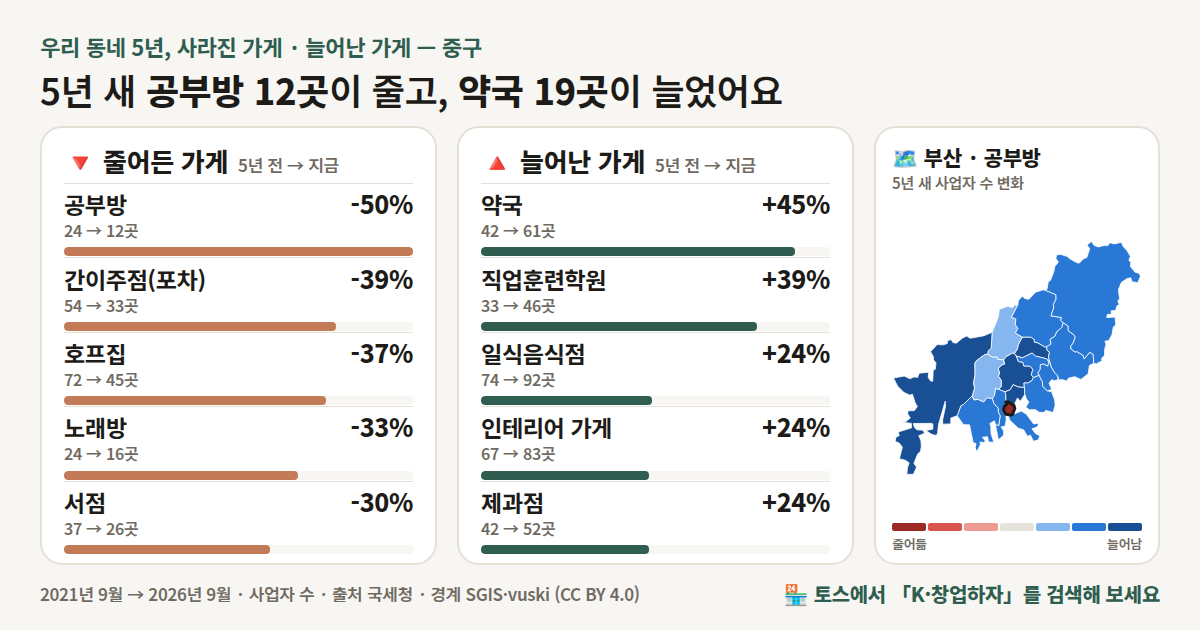 우리 동네 5년, 사라진 가게 · 늘어난 가게 — 중구
5년 새 공부방 12곳이 줄고, 약국 19곳이 늘었어요
🔻 줄어든 가게 5년 전 → 지금
공부방 -50%
24 → 12곳
간이주점(포차) -39%
54 → 33곳
호프집 -37%
72 → 45곳
노래방 -33%
24 → 16곳
서점 -30%
37 → 26곳
🔺 늘어난 가게 5년 전 → 지금
약국 +45%
42 → 61곳
직업훈련학원 +39%
33 → 46곳
일식음식점 +24%
74 → 92곳
인테리어 가게 +24%
67 → 83곳
제과점 +24%
42 → 52곳
🗺️ 부산 · 공부방
5년 새 사업자 수 변화
줄어듦 늘어남
2021년 9월 → 2026년 9월 · 사업자 수 · 출처 국세청 · 경계 SGIS·vuski (CC BY 4.0)
🏪 토스에서 「K·창업하자」를 검색해 보세요